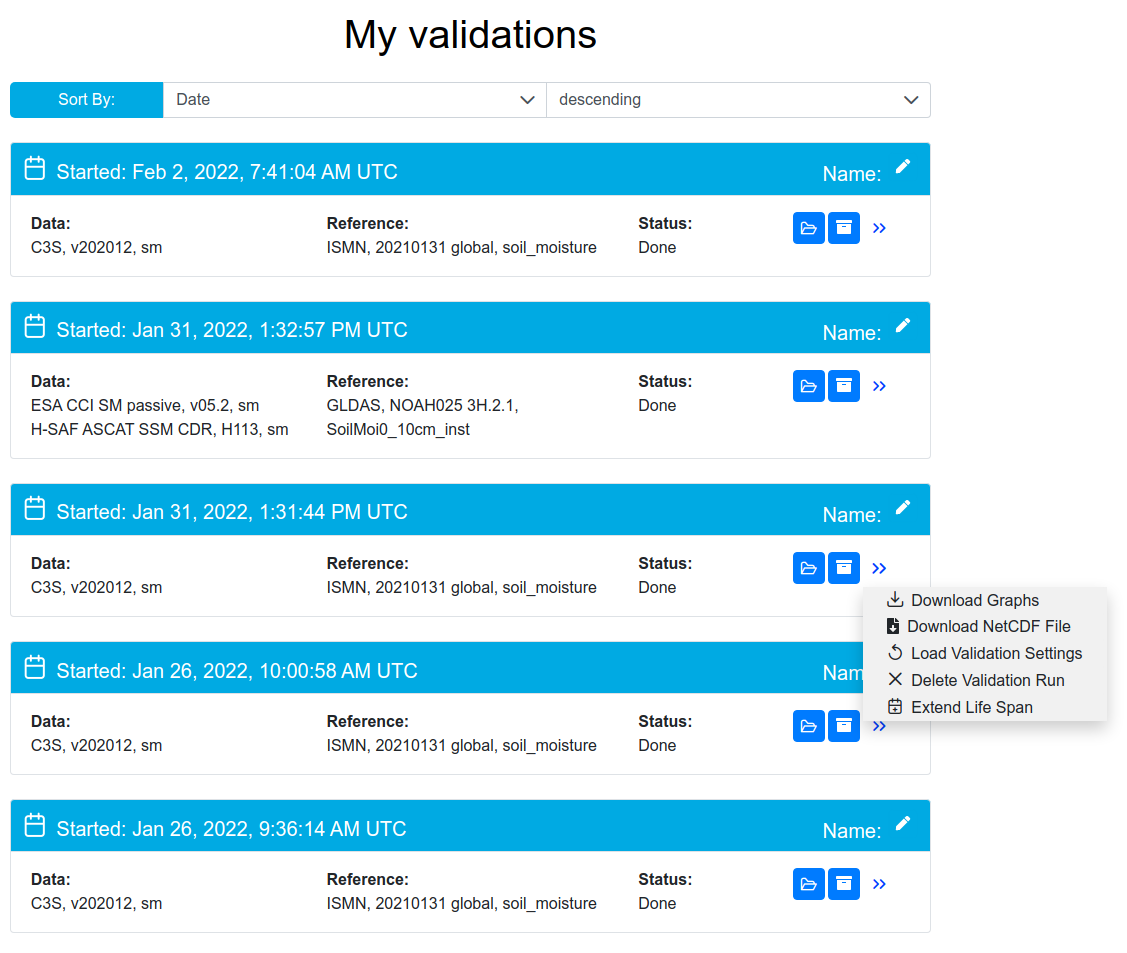 My validations
Sort By: Date descending
Started: Feb 2, 2022, 7:41:04 AM UTC Name:
Data: Reference: Status:
C3S, v202012, sm ISMN, 20210131 global, soil_moisture Done
Started: Jan 31, 2022, 1:32:57 PM UTC Name:
Data: Reference: Status:
ESA CCI SM passive, v05.2, sm GLDAS, NOAH025 3H.2.1, Done
H-SAF ASCAT SSM CDR, H113, sm SoilMoi0_10cm_inst
Started: Jan 31, 2022, 1:31:44 PM UTC Name:
Data: Reference: Status:
C3S, v202012, sm ISMN, 20210131 global, soil_moisture Done
Download Graphs
Download NetCDF File
Load Validation Settings
Delete Validation Run
Extend Life Span
Started: Jan 26, 2022, 10:00:58 AM UTC Nam
Data: Reference: Status:
C3S, v202012, sm ISMN, 20210131 global, soil_moisture Done
Started: Jan 26, 2022, 9:36:14 AM UTC Name:
Data: Reference: Status:
C3S, v202012, sm ISMN, 20210131 global, soil_moisture Done